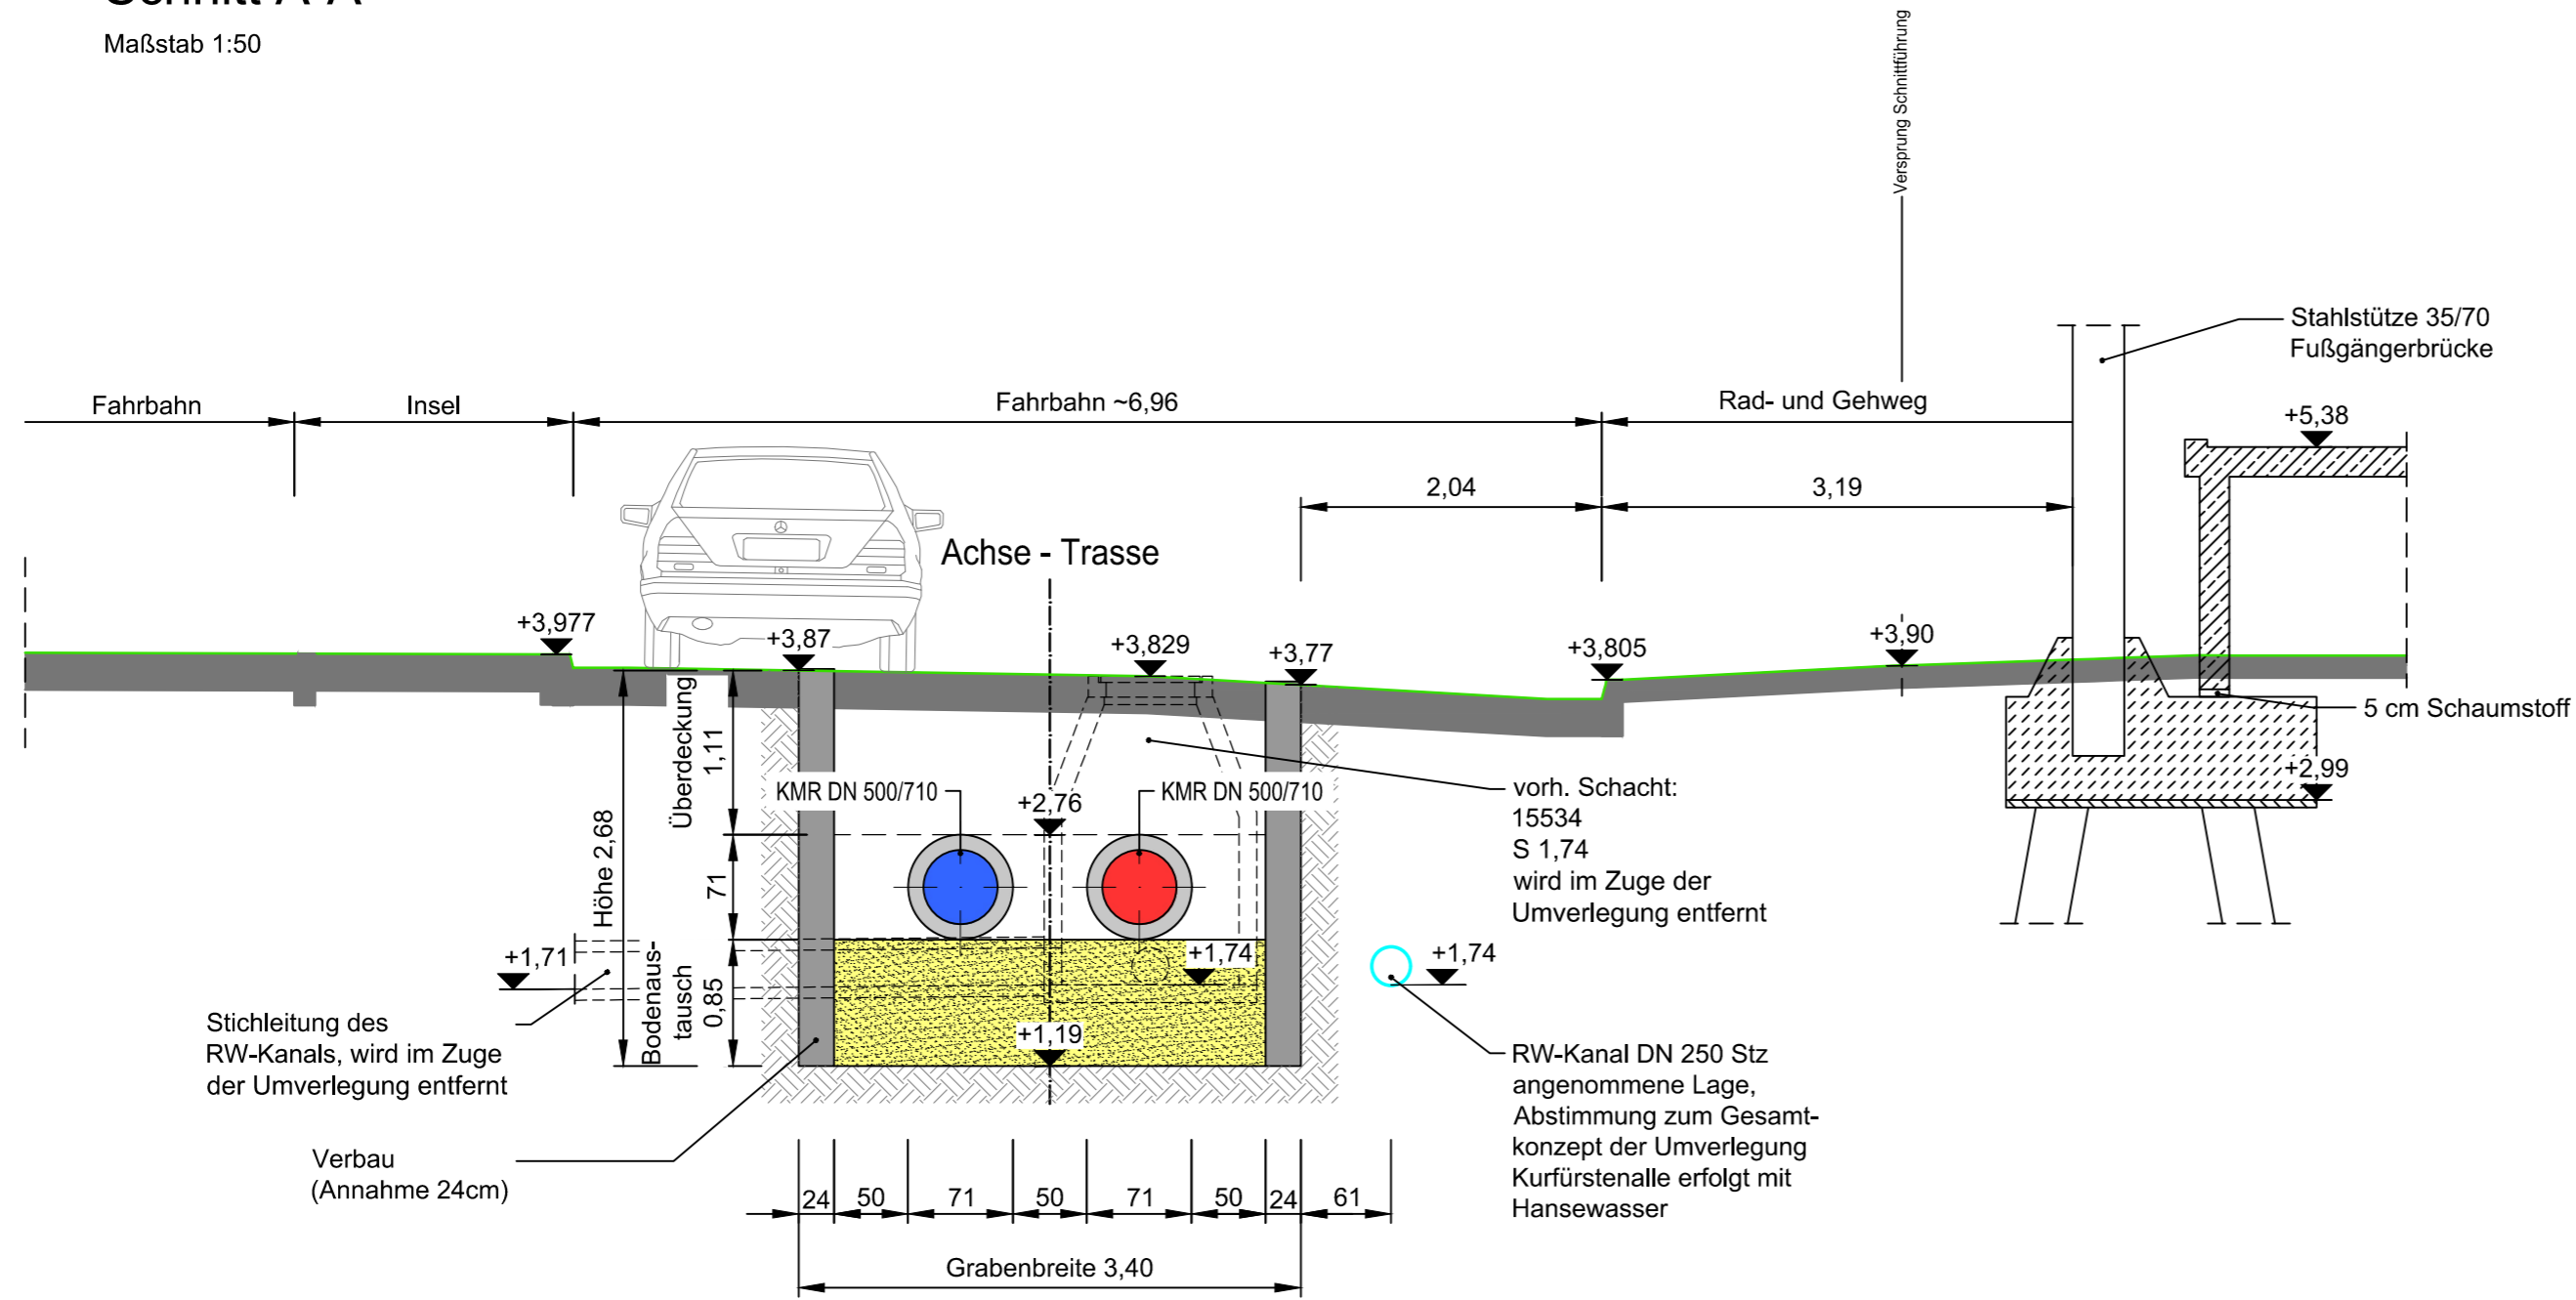 Schnitt A-A
Maßstab 1:50
Versprung Schnittführung
Stahlstütze 35/70
Fußgängerbrücke
Fahrbahn
Insel
Fahrbahn ~6,96
Rad- und Gehweg
+5,38
2,04
3,19
Achse - Trasse
+3,977
+3,87
+3,829
+3,77
+3,805
+3,90
5 cm Schaumstoff
+2,99
Überdeckung
1,11
KMR DN 500/710
+2,76
KMR DN 500/710
vorh. Schacht:
15534
S 1,74
wird im Zuge der
Umverlegung entfernt
Höhe 2,68
71
+1,71
Bodenaus-
tausch
0,85
+1,74
+1,74
+1,19
Stichleitung des
RW-Kanals, wird im Zuge
der Umverlegung entfernt
RW-Kanal DN 250 Stz
angenommene Lage,
Abstimmung zum Gesamt-
konzept der Umverlegung
Kurfürstenalle erfolgt mit
Hansewasser
Verbau
(Annahme 24cm)
24 50 71 50 71 50 24 61
Grabenbreite 3,40